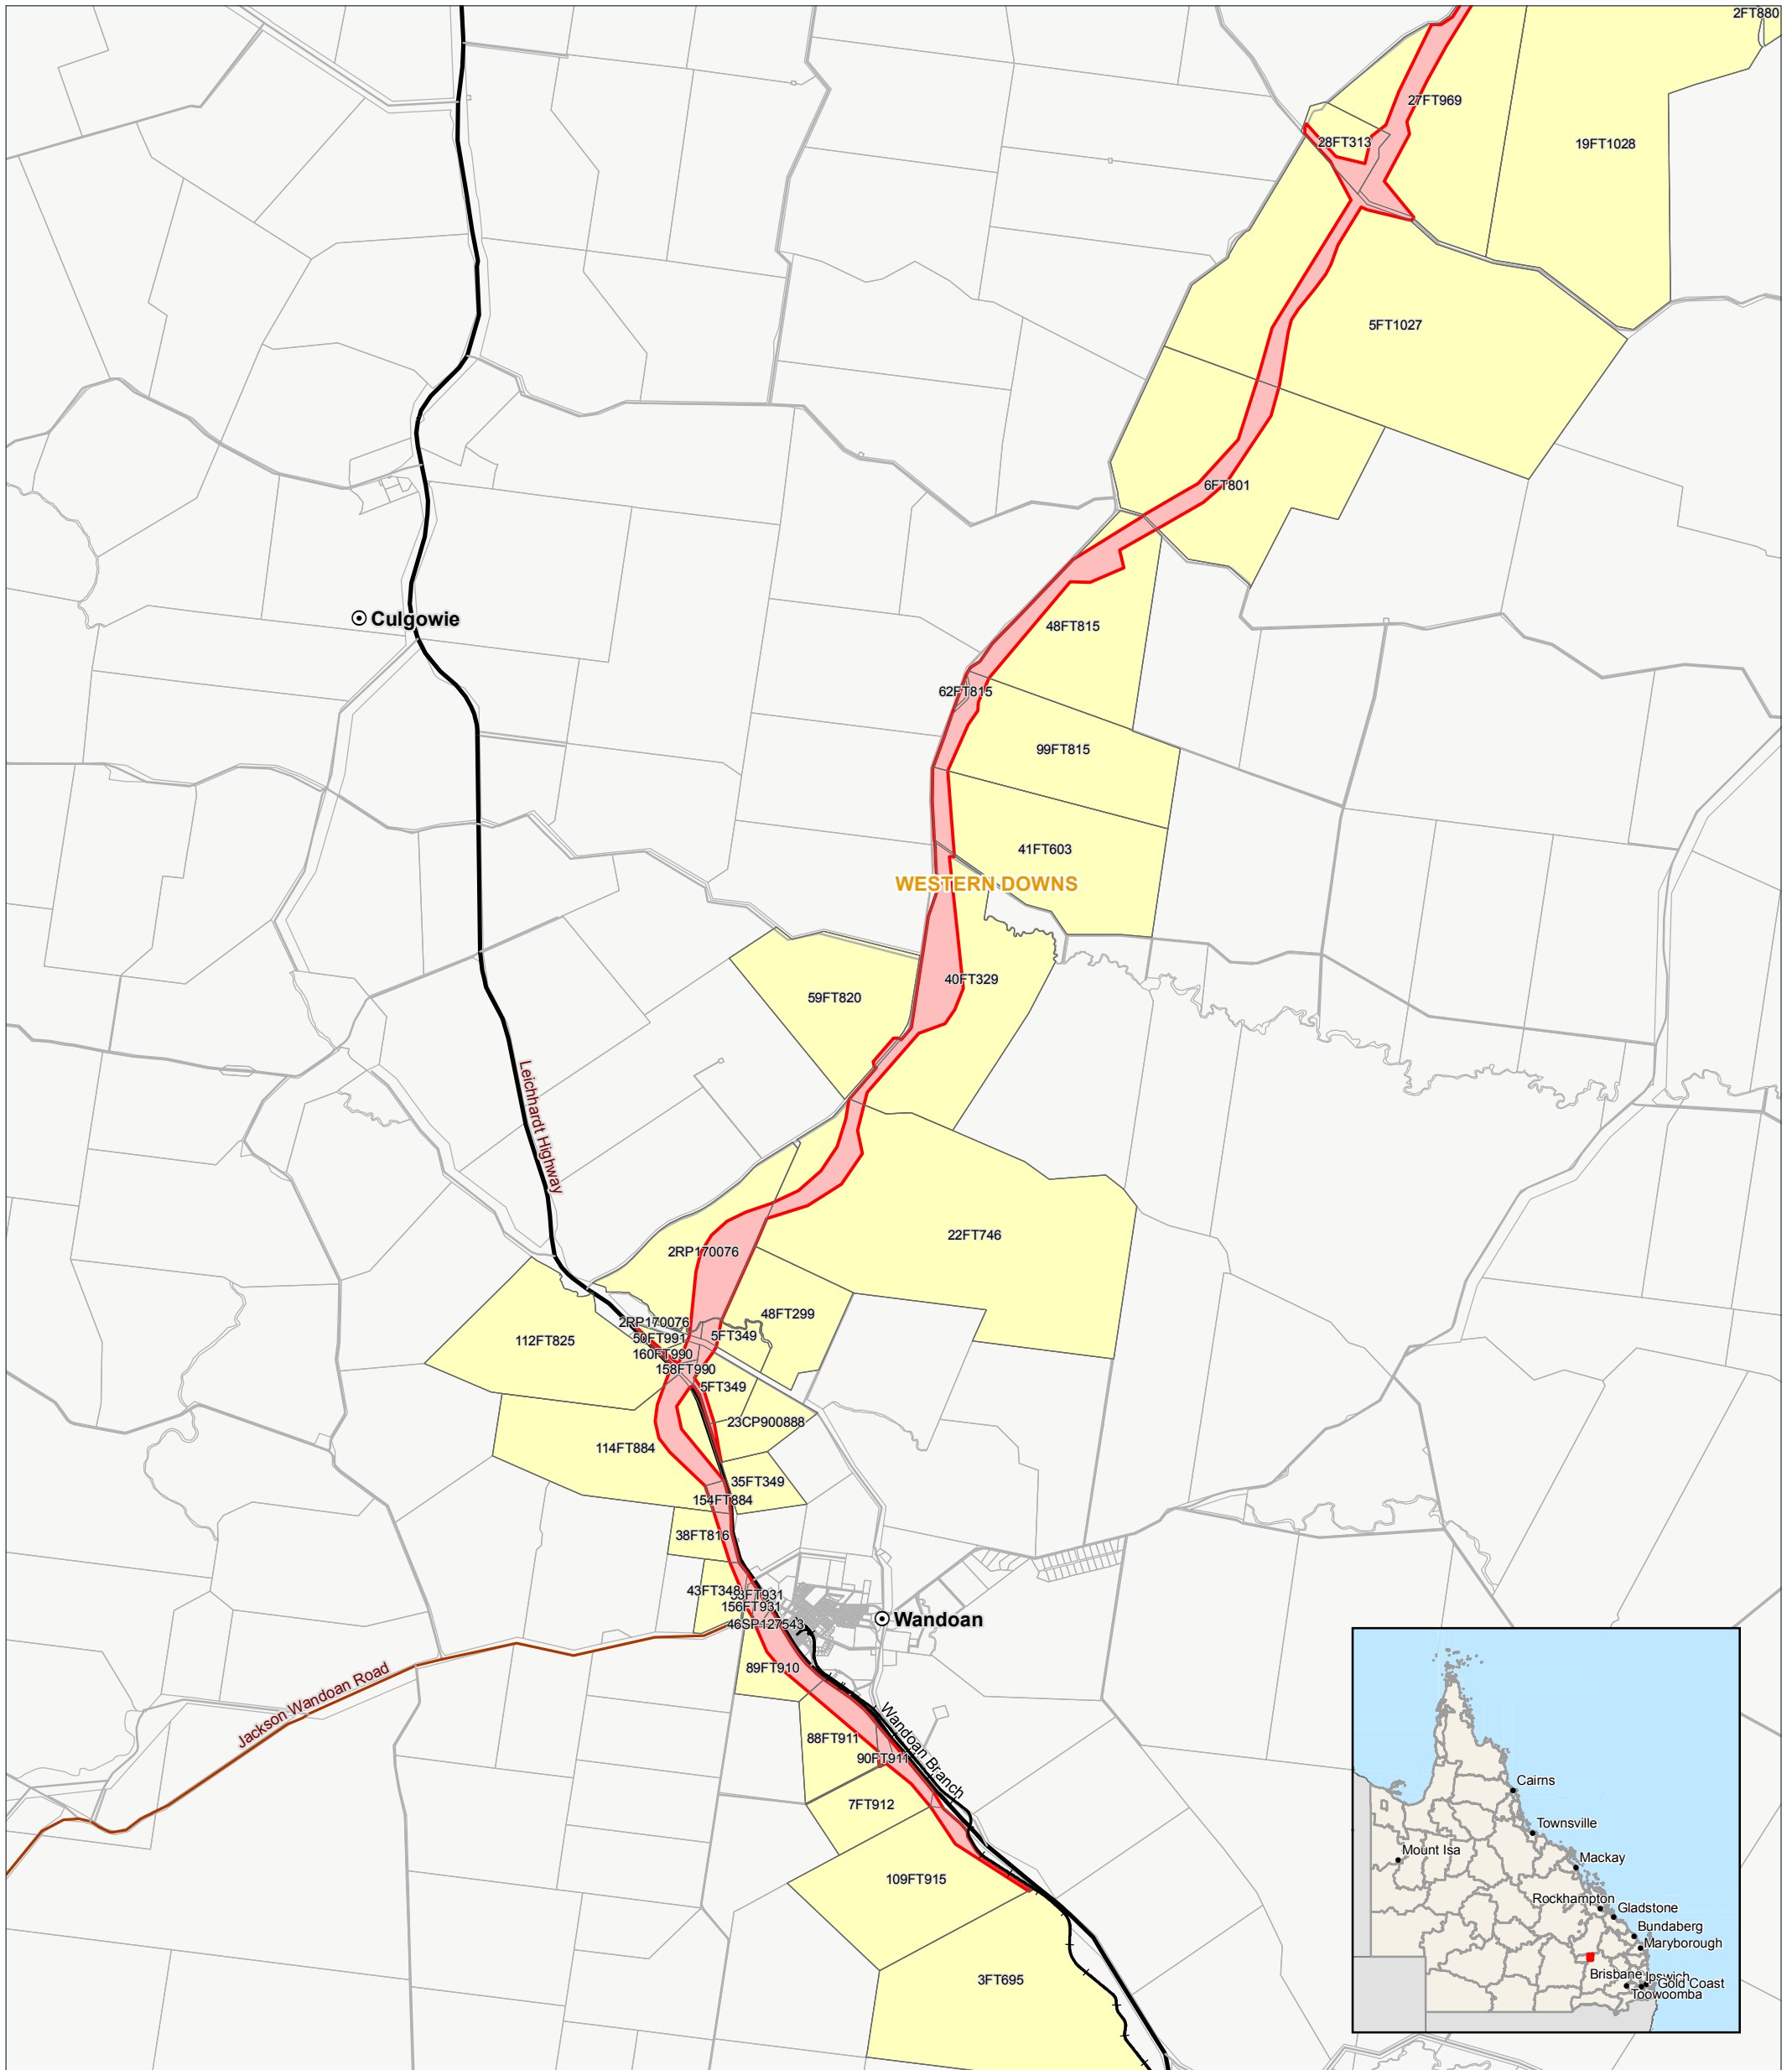 2FT880
27FT969
28FT313
19FT1028
5FT1027
6FT801
Culgowie
48FT815
62FT815
99FT815
41FT603
WESTERN DOWNS
40FT329
59FT820
Leichhardt Highway
22FT746
2RP170076
48FT299
2RP170076
5FT349
50FT991
112FT825
160FT990
158FT990
5FT349
23CP900888
114FT884
35FT349
154FT884
38FT816
43FT348
FT931
156FT931
46SP127543
Wandoan
89FT910
Jackson Wandoan Road
Wandoan Branch
88FT911
90FT911
7FT912
109FT915
3FT695
Cairns
Townsville
Mount Isa
Mackay
Rockhampton
Gladstone
Bundaberg
Maryborough
Brisbane
Ipswich
Gold Coast
Toowoomba